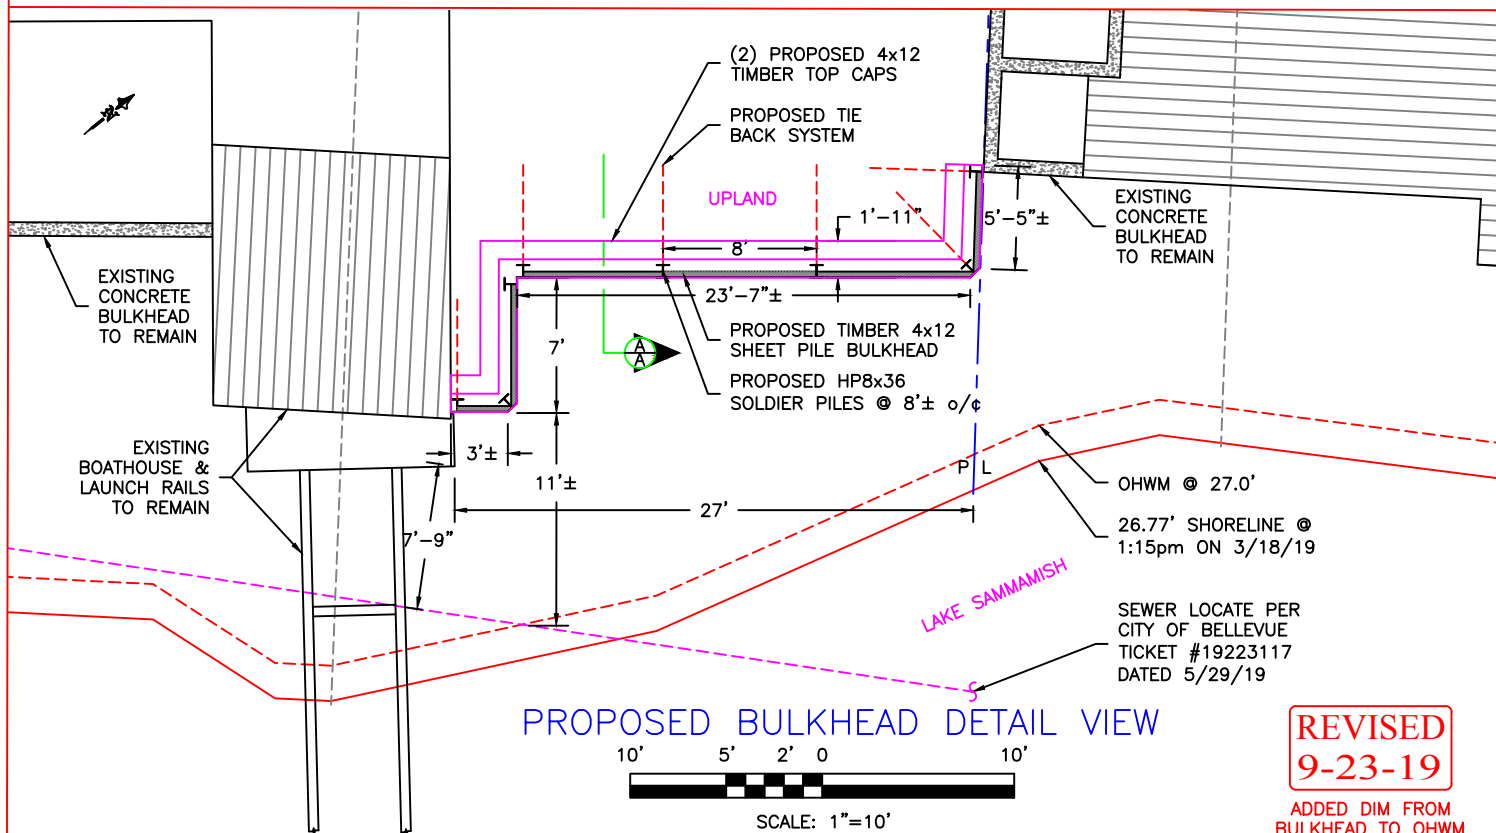 (2) PROPOSED 4x12
TIMBER TOP CAPS
PROPOSED TIE
BACK SYSTEM
N
UPLAND
1'-11"
5'-5"±
EXISTING
CONCRETE
BULKHEAD
TO REMAIN
8'
EXISTING
CONCRETE
BULKHEAD
TO REMAIN
23'-7"±
7'
A
A
PROPOSED TIMBER 4x12
SHEET PILE BULKHEAD
PROPOSED HP8x36
SOLDIER PILES @ 8'± o/c
EXISTING
BOATHOUSE &
LAUNCH RAILS
TO REMAIN
3'±
11'±
P L
OHWM @ 27.0'
27'
26.77' SHORELINE @
1:15pm ON 3/18/19
7'-9"
LAKE SAMMAMISH
SEWER LOCATE PER
CITY OF BELLEVUE
TICKET #19223117
DATED 5/29/19
S
PROPOSED BULKHEAD DETAIL VIEW
10' 5' 2' 0 10'
SCALE: 1"=10'
REVISED
9-23-19
ADDED DIM FROM
BULKHEAD TO OHWM